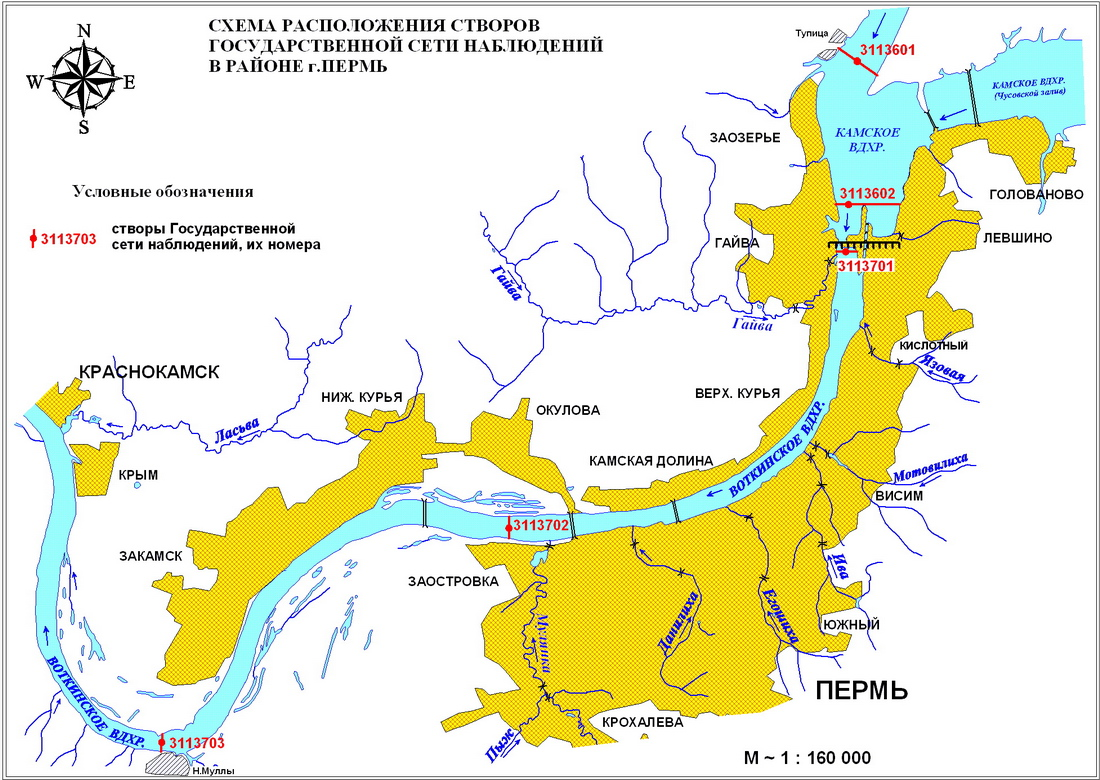 СХЕМА РАСПОЛОЖЕНИЯ СТВОРОВ
ГОСУДАРСТВЕННОЙ СЕТИ НАБЛЮДЕНИЙ
В РАЙОНЕ г.ПЕРМЬ
N
W
E
S
Условные обозначения
3113703
створы Государственной
сети наблюдений, их номера
Тупица
3113601
КАМСКОЕ ВДХР.
(Чусовской залив)
КАМСКОЕ
ВДХР.
ЗАОЗЕРЬЕ
ГОЛОВАНОВО
3113602
ЛЕВШИНО
ГАЙВА
3113701
Гайва
Гайва
КИСЛОТНЫЙ
Язовая
КРАСНОКАМСК
НИЖ. КУРЬЯ
ОКУЛОВА
ВЕРХ. КУРЬЯ
Ласьва
ВОТКИНСКОЕ ВДХР.
КАМСКАЯ ДОЛИНА
Мотовилиха
КРЫМ
ВИСИМ
3113702
ЗАКАМСК
ЗАОСТРОВКА
Ива
Мулянка
Данилиха
Егошиха
ЮЖНЫЙ
ВОТКИНСКОЕ ВДХР.
ПЕРМЬ
КРОХАЛЕВА
Пыж
3113703
Н.Муллы
М ~ 1 : 160 000